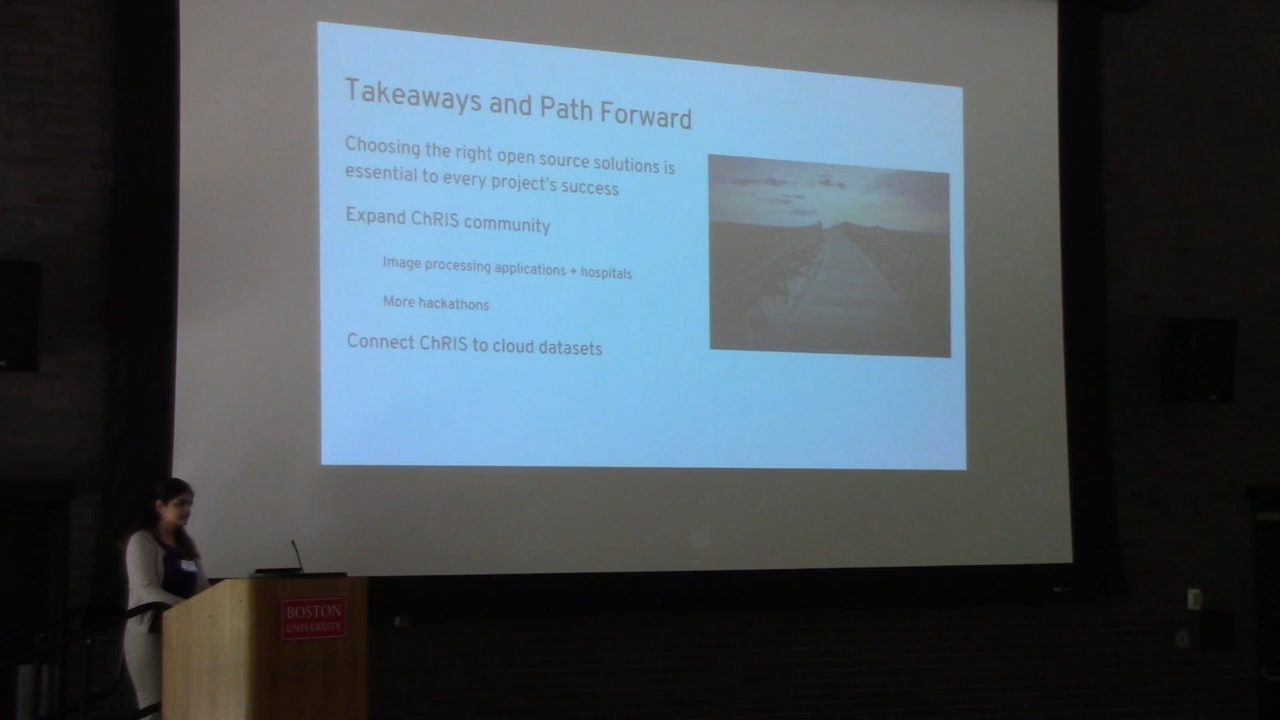 Takeaways and Path Forward
Choosing the right open source solutions is
essential to every project's success
Expand ChRIS community
Image processing applications + hospitals
More hackathons
Connect ChRIS to cloud datasets
BOSTON
UNIVERSITY